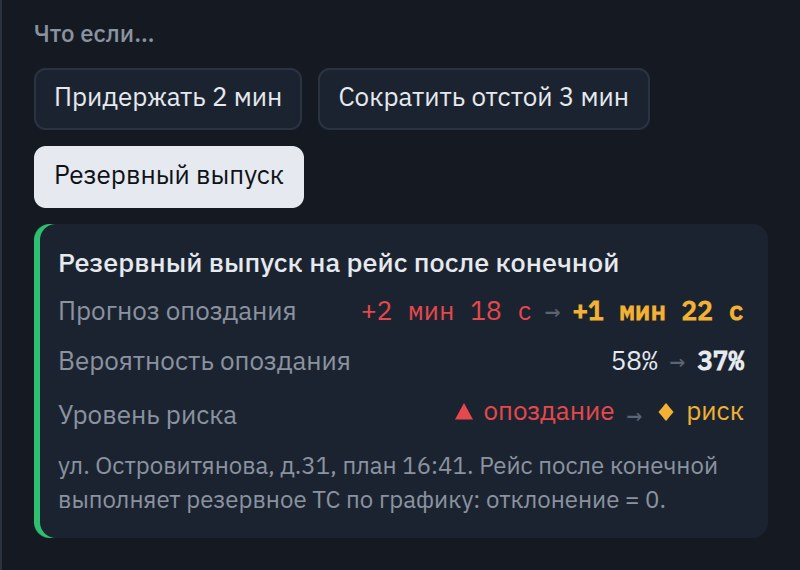 Что если...
Придержать 2 мин
Сократить отстой 3 мин
Резервный выпуск
Резервный выпуск на рейс после конечной
Прогноз опоздания +2 мин 18 с → +1 мин 22 с
Вероятность опоздания 58% → 37%
Уровень риска ▲ опоздание → ♦ риск
ул. Островитянова, д.31, план 16:41. Рейс после конечной
выполняет резервное ТС по графику: отклонение = 0.